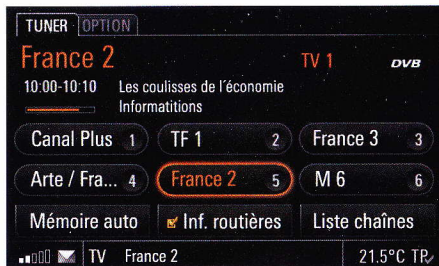 TUNER OPTION
France 2 TV 1 DVB
10:00-10:10 Les coulisses de l´économie
Informatitions
Canal Plus 1 TF 1 2 France 3 3
Arte / Fra... 4 France 2 5 M 6 6
Mémoire auto Inf. routières Liste chaînes
TV France 2 21.5°C TP